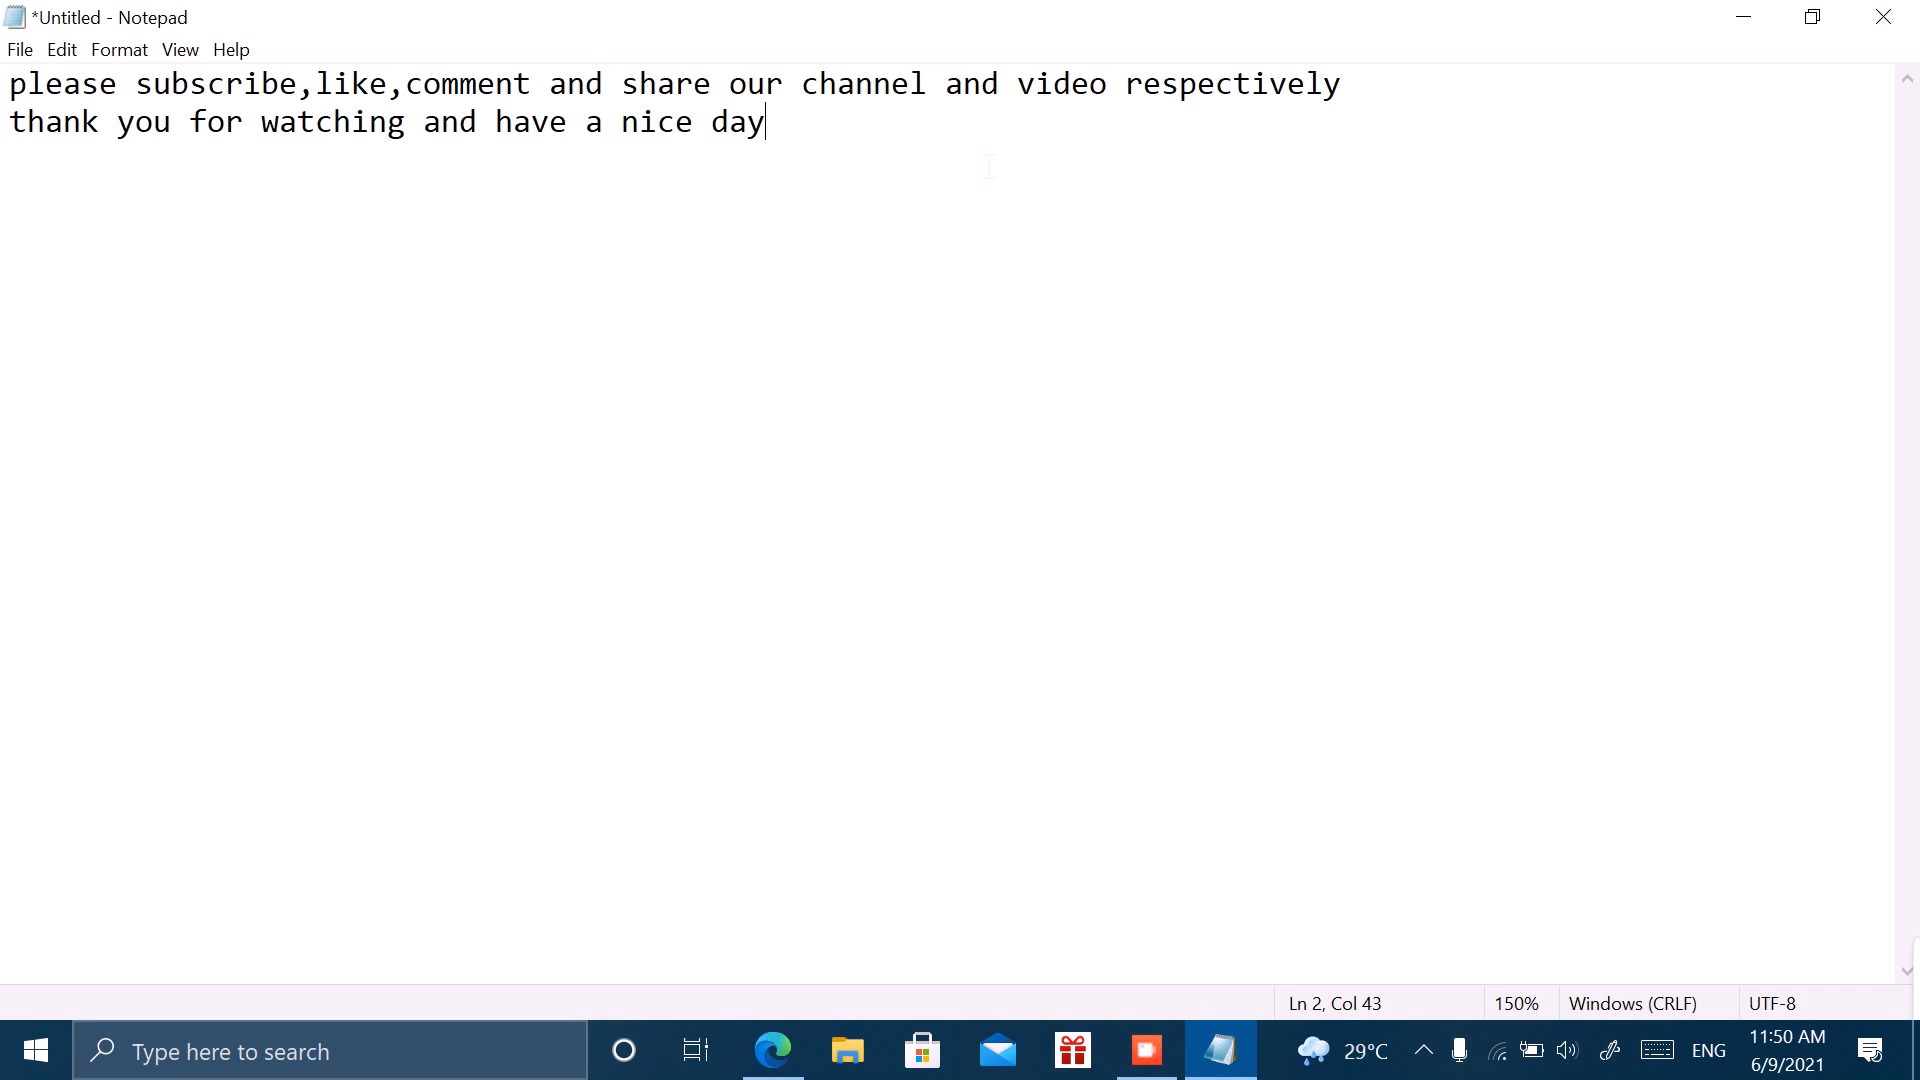 *Untitled - Notepad
File Edit Format View Help
please subscribe,like,comment and share our channel and video respectively
thank you for watching and have a nice day
Ln 2, Col 43 150% Windows (CRLF) UTF-8
Type here to search 29°C ENG 11:50 AM
6/9/2021